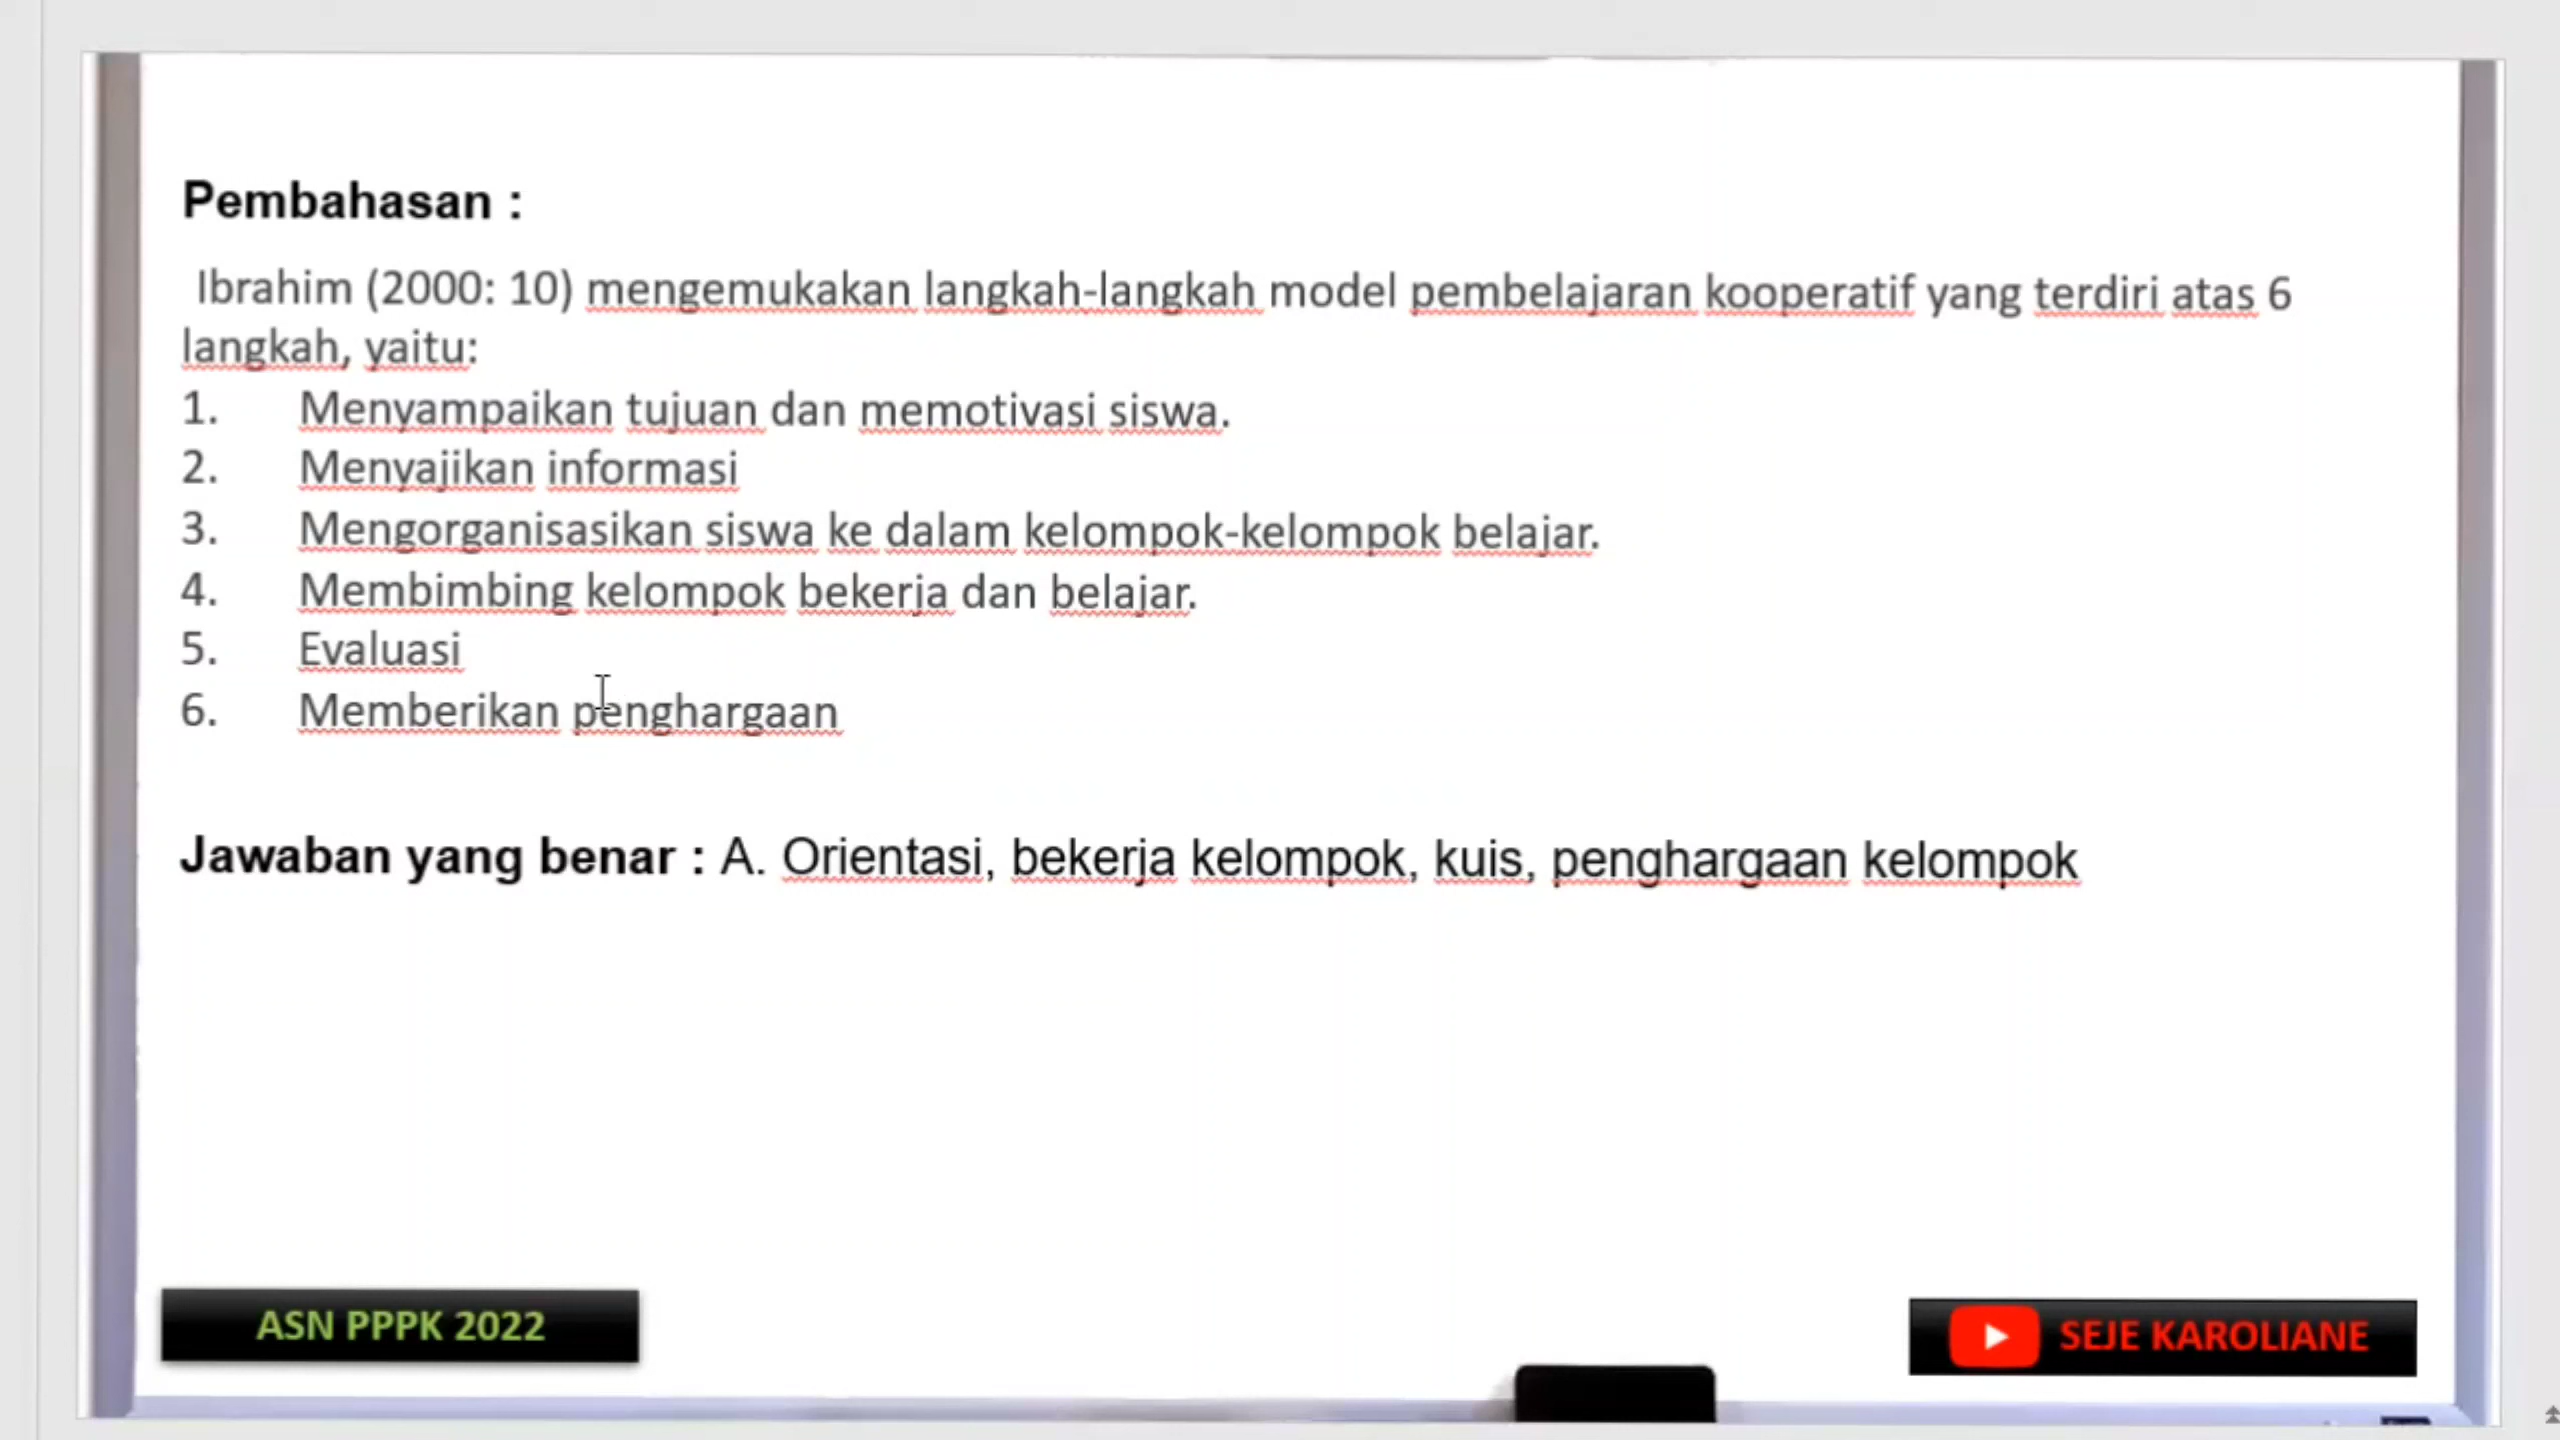 Pembahasan :
Ibrahim (2000: 10) mengemukakan langkah-langkah model pembelajaran kooperatif yang terdiri atas 6
langkah, yaitu:
1. Menyampaikan tujuan dan memotivasi siswa.
2. Menyajikan informasi
3. Mengorganisasikan siswa ke dalam kelompok-kelompok belajar.
4. Membimbing kelompok bekerja dan belajar.
5. Evaluasi
6. Memberikan penghargaan
Jawaban yang benar : A. Orientasi, bekerja kelompok, kuis, penghargaan kelompok
ASN PPPK 2022
SEJE KAROLIANE